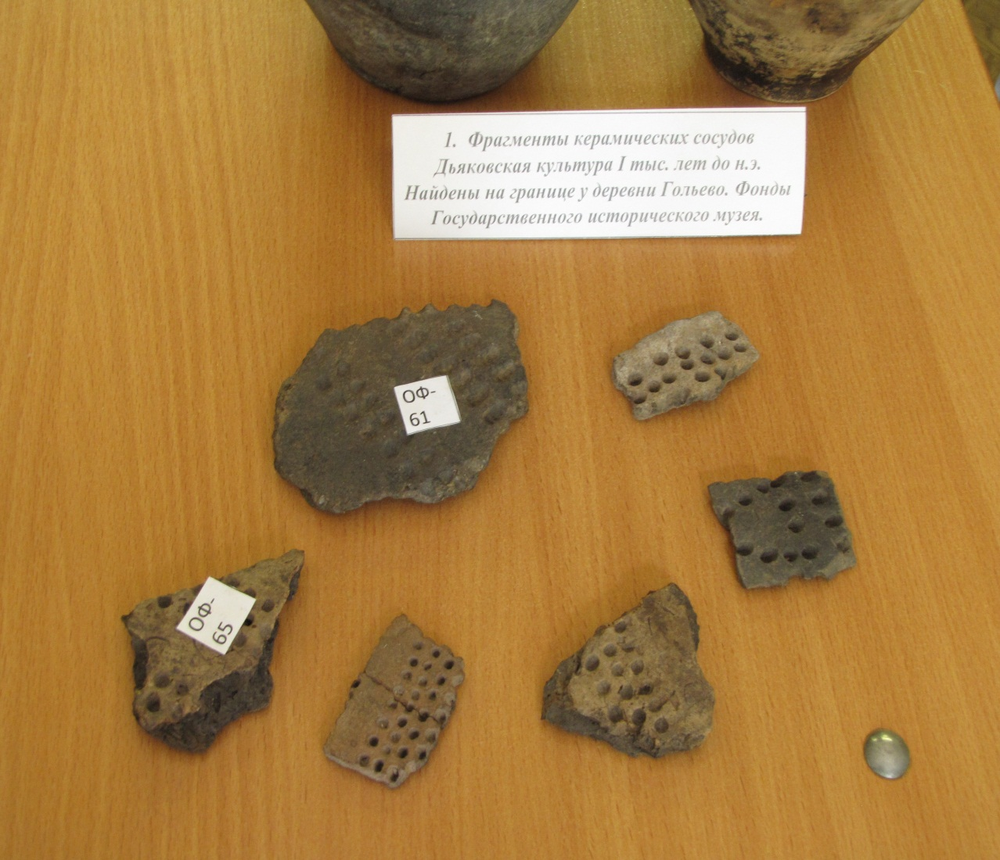 1. Фрагменты керамических сосудов
Дьяковская культура I тыс. лет до н.э.
Найдены на границе у деревни Гольево. Фонды
Государственного исторического музея.
ОФ-
61
ОФ-
65